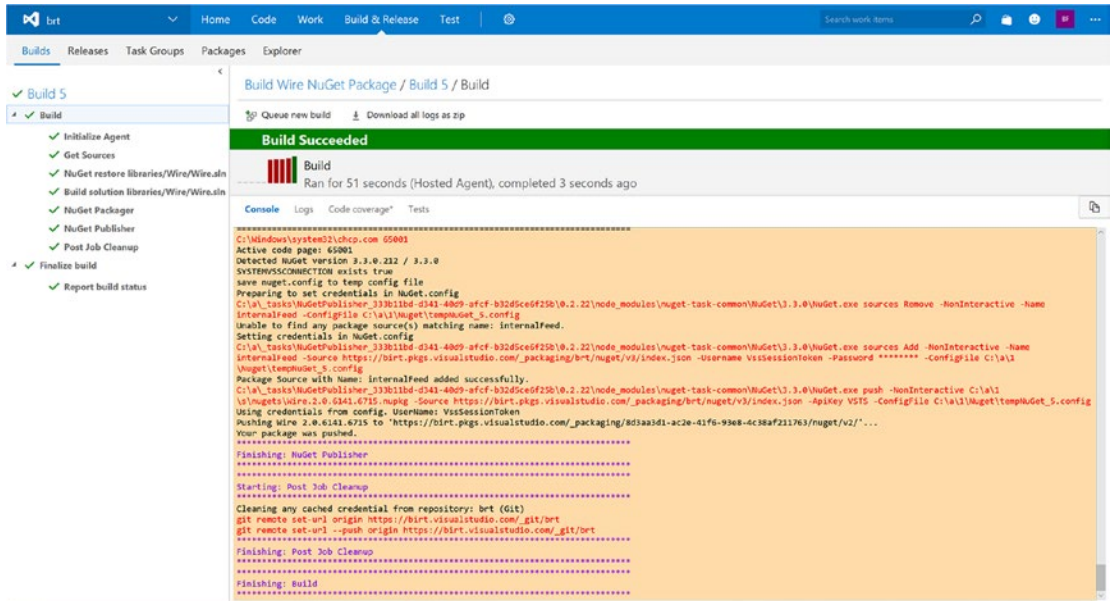 brt
Home Code Work Build & Release Test
Search work items
BF
Builds Releases Task Groups Packages Explorer
Build 5
Build
Initialize Agent
Get Sources
NuGet restore libraries/Wire/Wire.sln
Build solution libraries/Wire/Wire.sln
NuGet Packager
NuGet Publisher
Post Job Cleanup
Finalize build
Report build status
Build Wire NuGet Package / Build 5 / Build
Queue new build Download all logs as zip
Build Succeeded
Build
Ran for 51 seconds (Hosted Agent), completed 3 seconds ago
Console Logs Code coverage* Tests
C:\Windows\system32\chcp.com 65001
Active code page: 65001
Detected NuGet version 3.3.0.212 / 3.3.0
SYSTEMVSSCONNECTION exists true
save nuget.config to temp config file
Preparing to set credentials in NuGet.config
C:\a\_tasks\NuGetPublisher_333b11bd-d341-40d9-afcf-b32d5ce6f25b\0.2.22\node_modules\nuget-task-common\NuGet\3.3.0\NuGet.exe sources Remove -NonInteractive -Name
internalFeed -ConfigFile C:\a\1\Nuget\tempNuGet_5.config
Unable to find any package source(s) matching name: internalFeed.
Setting credentials in NuGet.config
C:\a\_tasks\NuGetPublisher_333b11bd-d341-40d9-afcf-b32d5ce6f25b\0.2.22\node_modules\nuget-task-common\NuGet\3.3.0\NuGet.exe sources Add -NonInteractive -Name
internalFeed -Source https://birt.pkgs.visualstudio.com/_packaging/brt/nuget/v3/index.json -Username VssSessionToken -Password ******** -ConfigFile C:\a\1
\Nuget\tempNuGet_5.config
Package Source with Name: internalFeed added successfully.
C:\a\_tasks\NuGetPublisher_333b11bd-d341-40d9-afcf-b32d5ce6f25b\0.2.22\node_modules\nuget-task-common\NuGet\3.3.0\NuGet.exe push -NonInteractive C:\a\1
\s\nugets\Wire.2.0.6141.6715.nupkg -Source https://birt.pkgs.visualstudio.com/_packaging/brt/nuget/v3/index.json -ApiKey VSTS -ConfigFile C:\a\1\Nuget\tempNuGet_5.config
Using credentials from config. UserName: VssSessionToken
Pushing Wire 2.0.6141.6715 to 'https://birt.pkgs.visualstudio.com/_packaging/8d3aa3d1-ac2e-41f6-93e8-4c38af211763/nuget/v2/'...
Your package was pushed.
Finishing: NuGet Publisher
Starting: Post Job Cleanup
Cleaning any cached credential from repository: brt (Git)
git remote set-url origin https://birt.visualstudio.com/_git/brt
git remote set-url --push origin https://birt.visualstudio.com/_git/brt
Finishing: Post Job Cleanup
Finishing: Build